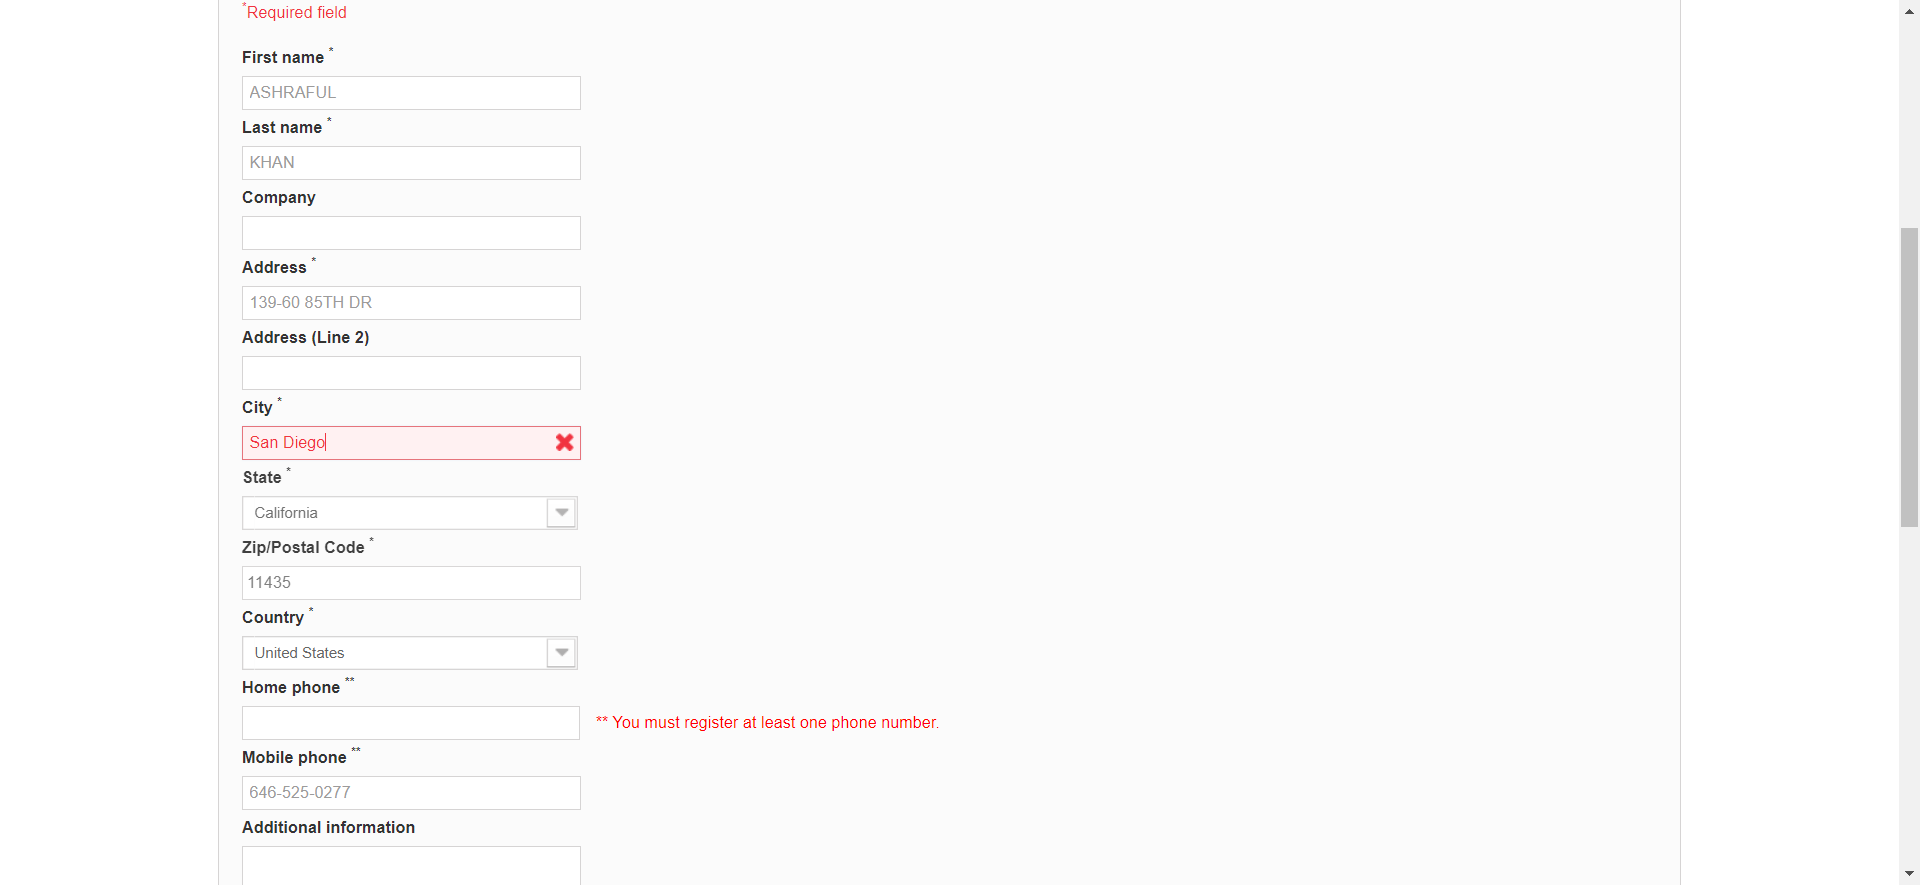 *Required field
First name *
ASHRAFUL
Last name *
KHAN
Company
Address *
139-60 85TH DR
Address (Line 2)
City *
San Diego
State *
California
Zip/Postal Code *
11435
Country *
United States
Home phone **
** You must register at least one phone number.
Mobile phone **
646-525-0277
Additional information